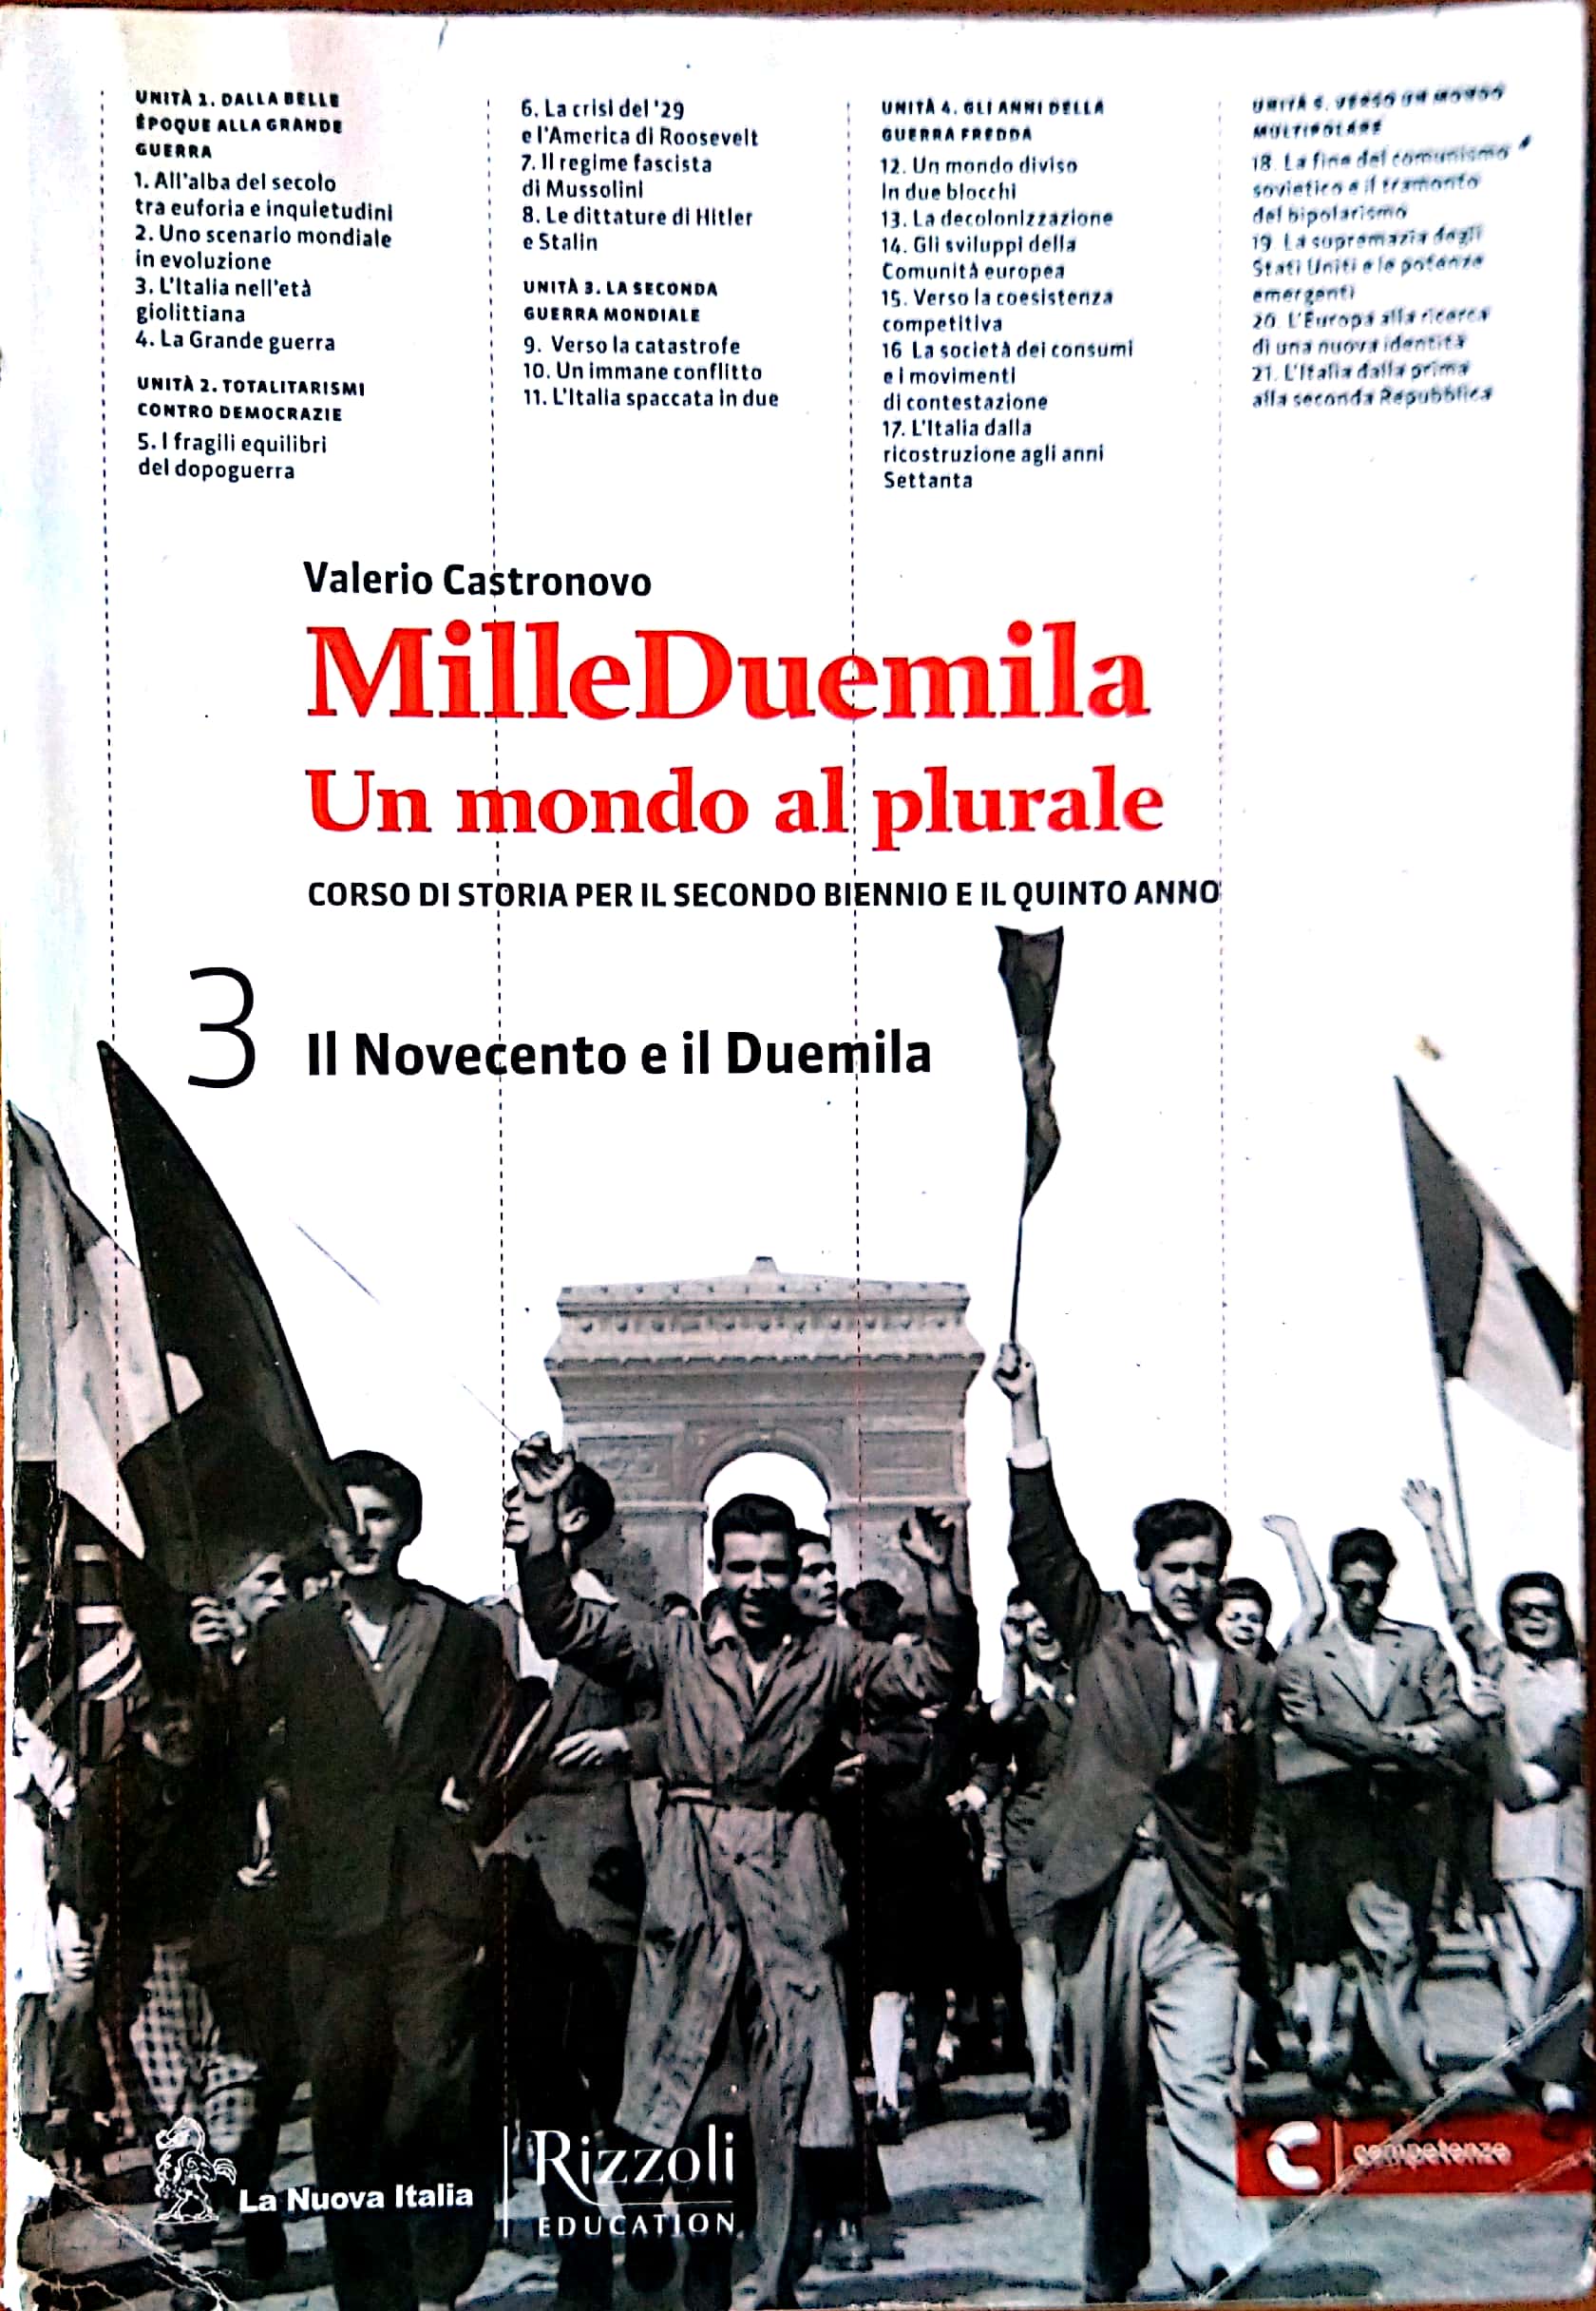 UNITÀ 1. DALLA BELLE
ÉPOQUE ALLA GRANDE
GUERRA
1. All'alba del secolo
tra euforia e inquietudini
2. Uno scenario mondiale
in evoluzione
3. L'Italia nell'età
giolittiana
4. La Grande guerra
UNITÀ 2. TOTALITARISMI
CONTRO DEMOCRAZIE
5. I fragili equilibri
del dopoguerra
6. La crisi del '29
e l'America di Roosevelt
7. Il regime fascista
di Mussolini
8. Le dittature di Hitler
e Stalin
UNITÀ 3. LA SECONDA
GUERRA MONDIALE
9. Verso la catastrofe
10. Un immane conflitto
11. L'Italia spaccata in due
UNITÀ 4. GLI ANNI DELLA
GUERRA FREDDA
12. Un mondo diviso
in due blocchi
13. La decolonizzazione
14. Gli sviluppi della
Comunità europea
15. Verso la coesistenza
competitiva
16 La società dei consumi
e i movimenti
di contestazione
17. L'Italia dalla
ricostruzione agli anni
Settanta
UNITÀ 5. VERSO UN MONDO
MULTIPOLARE
18. La fine del comunismo
sovietico e il tramonto
del bipolarismo
19. La supremazia degli
Stati Uniti e le potenze
emergenti
20. L'Europa alla ricerca
di una nuova identità
21. L'Italia dalla prima
alla seconda Repubblica
Valerio Castronovo
MilleDuemila
Un mondo al plurale
CORSO DI STORIA PER IL SECONDO BIENNIO E IL QUINTO ANNO
3 Il Novecento e il Duemila
La Nuova Italia
Rizzoli
EDUCATION
C competenze